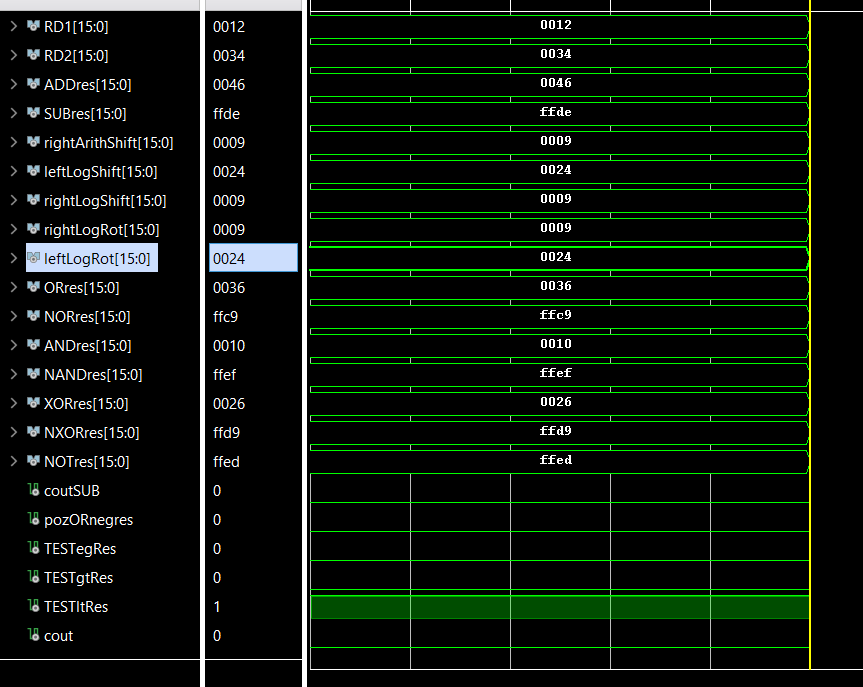 RD1[15:0] 0012 0012
RD2[15:0] 0034 0034
ADDres[15:0] 0046 0046
SUBres[15:0] ffde ffde
rightArithShift[15:0] 0009 0009
leftLogShift[15:0] 0024 0024
rightLogShift[15:0] 0009 0009
rightLogRot[15:0] 0009 0009
leftLogRot[15:0] 0024 0024
ORres[15:0] 0036 0036
NORres[15:0] ffc9 ffc9
ANDres[15:0] 0010 0010
NANDres[15:0] ffef ffef
XORres[15:0] 0026 0026
NXORres[15:0] ffd9 ffd9
NOTres[15:0] ffed ffed
coutSUB 0
pozORnegres 0
TESTegRes 0
TESTgtRes 0
TESTltRes 1
cout 0